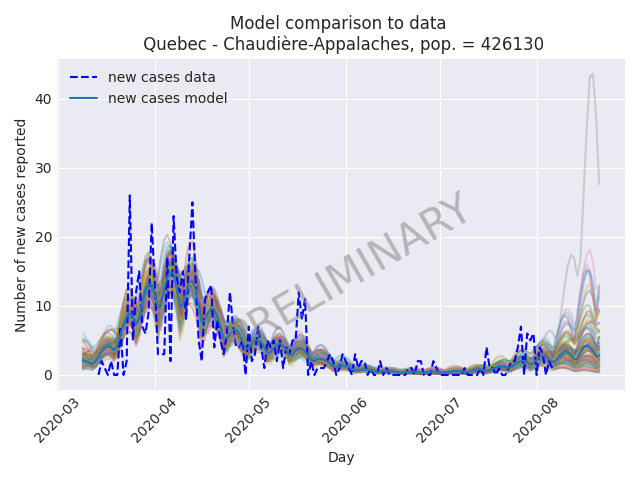 Model comparison to data
Quebec - Chaudière-Appalaches, pop. = 426130
new cases data
new cases model
PRELIMINARY
Number of new cases reported
40
30
20
10
0
2020-03
2020-04
2020-05
2020-06
2020-07
2020-08
Day